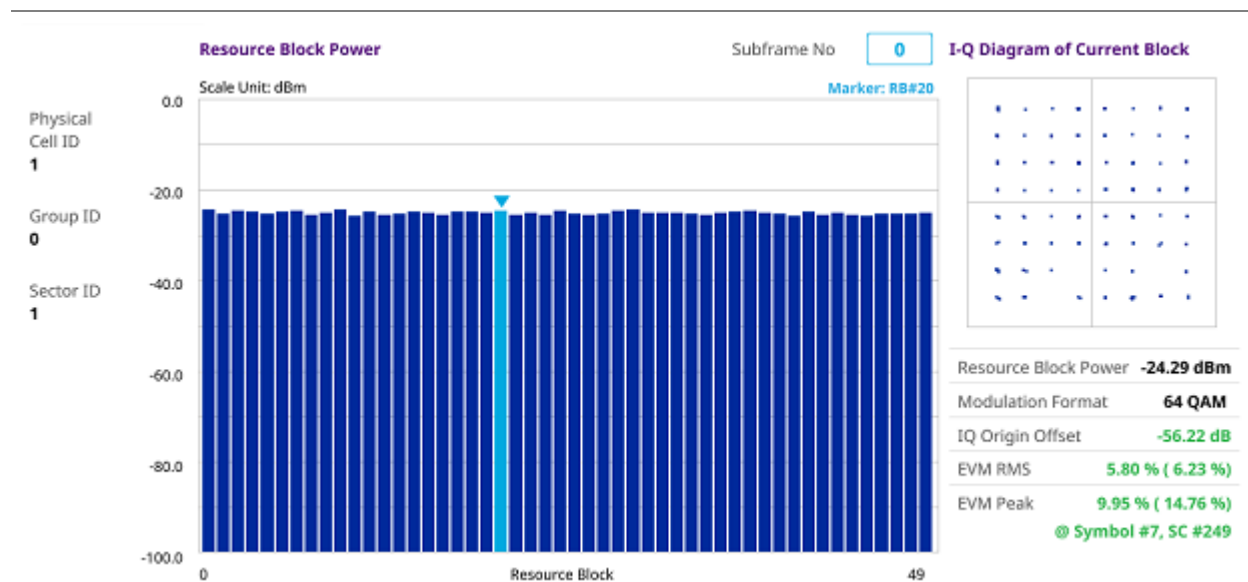 Resource Block Power
Subframe No 0
I-Q Diagram of Current Block
Scale Unit: dBm
Marker: RB#20
Physical
Cell ID
1
Group ID
0
Sector ID
1
0.0
-20.0
-40.0
-60.0
-80.0
-100.0
0
Resource Block
49
Resource Block Power -24.29 dBm
Modulation Format 64 QAM
IQ Origin Offset -56.22 dB
EVM RMS 5.80 % ( 6.23 %)
EVM Peak 9.95 % ( 14.76 %)
@ Symbol #7, SC #249